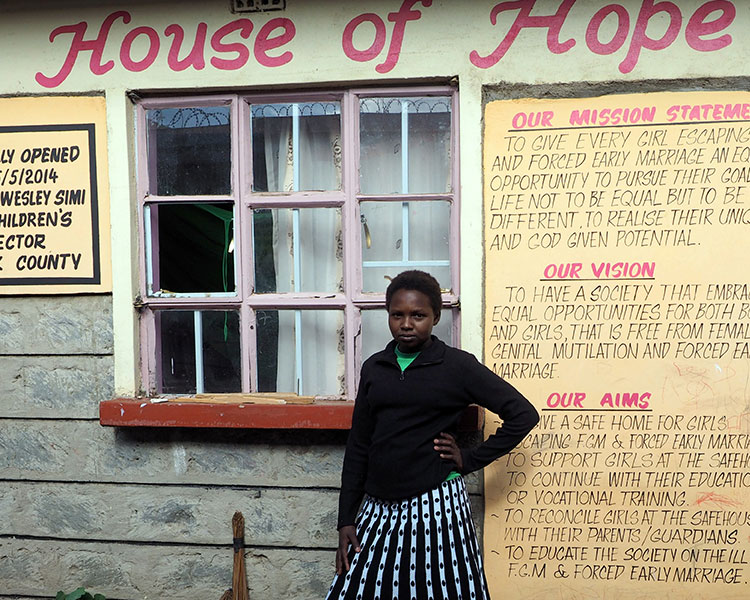 House of Hope
LY OPENED
/5/2014
WESLEY SIMI
HILDREN'S
ECTOR
K COUNTY
OUR MISSION STATEME
TO GIVE EVERY GIRL ESCAPING
AND FORCED EARLY MARRIAGE AN EQ
OPPORTUNITY TO PURSUE THEIR GOAL
LIFE NOT TO BE EQUAL BUT TO BE
DIFFERENT, TO REALISE THEIR UNIQ
AND GOD GIVEN POTENTIAL.
OUR VISION
TO HAVE A SOCIETY THAT EMBRA
EQUAL OPPORTUNITIES FOR BOTH B
AND GIRLS, THAT IS FREE FROM FEMAL
GENITAL MUTILATION AND FORCED EA
MARRIAGE.
OUR AIMS
GIVE A SAFE HOME FOR GIRLS
ESCAPING FGM & FORCED EARLY MARRI
TO SUPPORT GIRLS AT THE SAFEH
TO CONTINUE WITH THEIR EDUCATIO
OR VOCATIONAL TRAINING.
- TO RECONCILE GIRLS AT THE SAFEHOUS
WITH THEIR PARENTS/GUARDIANS.
- TO EDUCATE THE SOCIETY ON THE ILL
F.G.M & FORCED EARLY MARRIAGE.